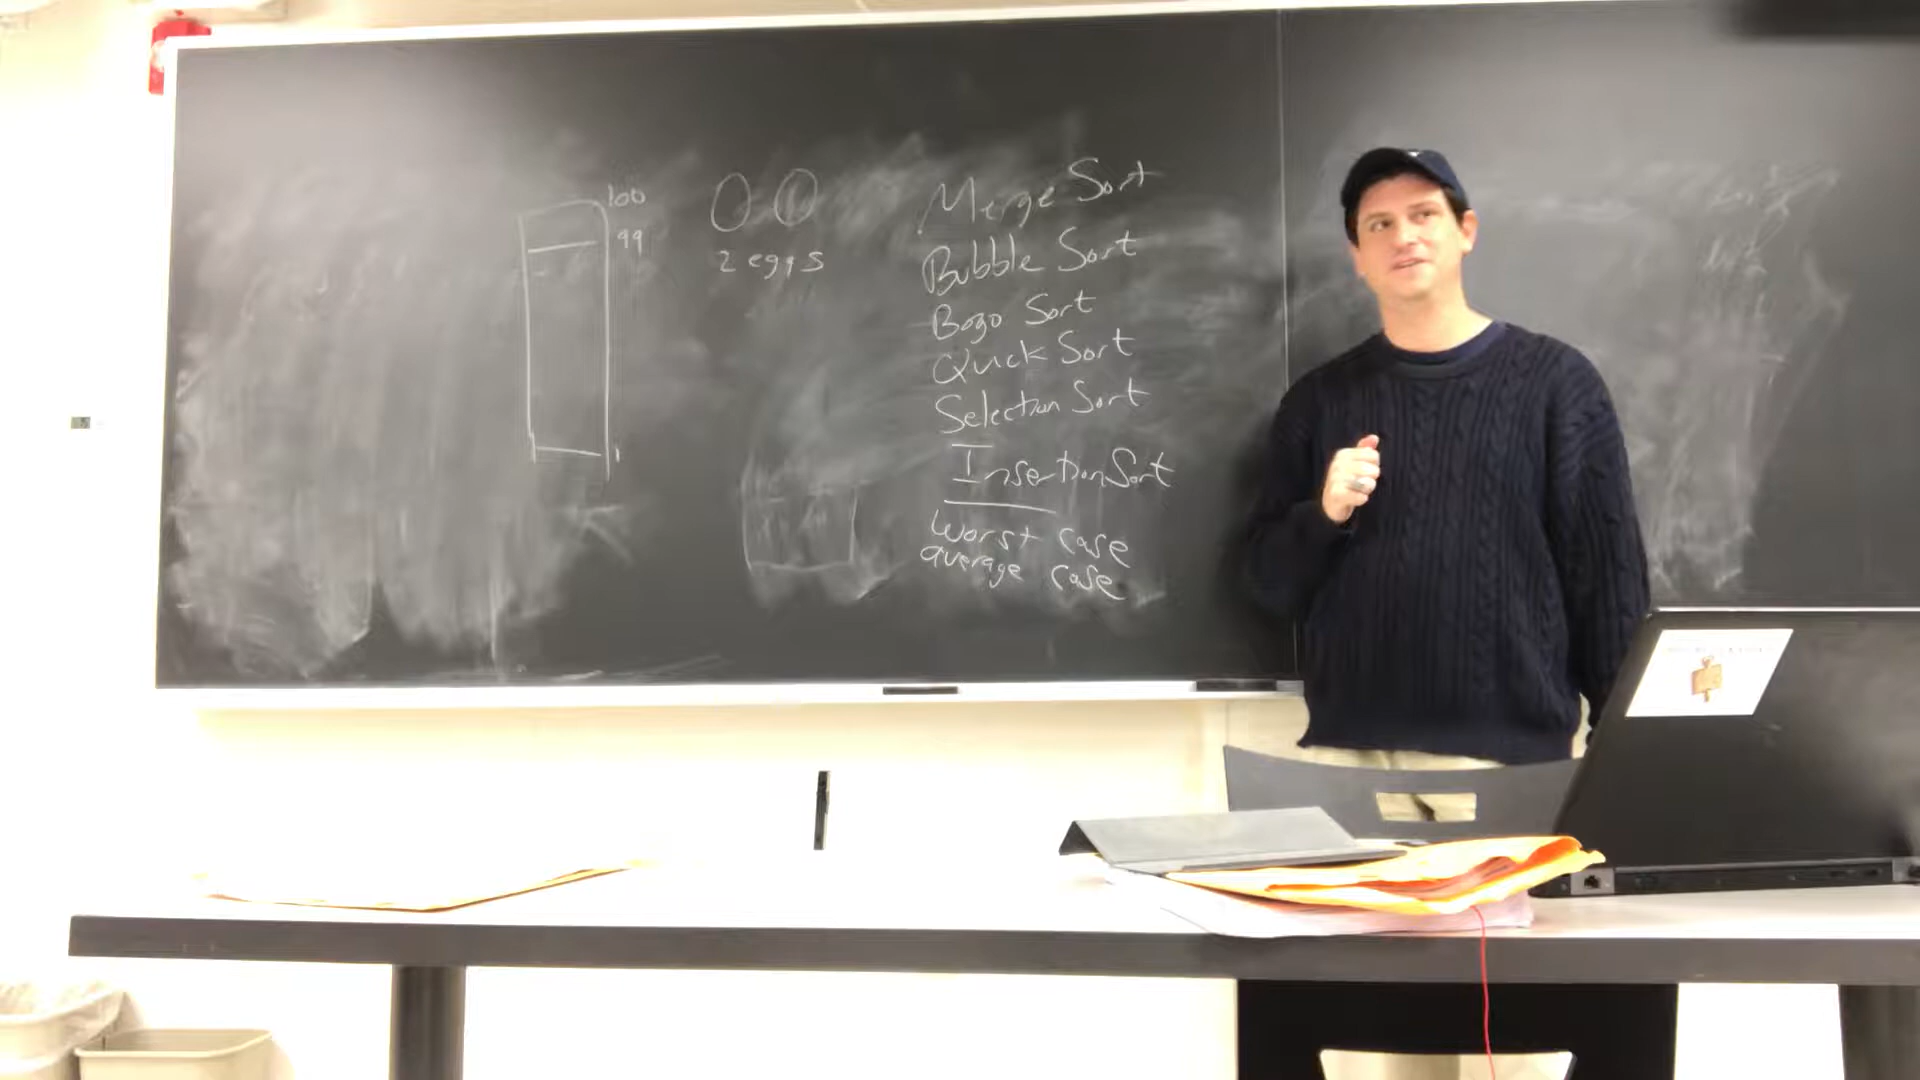 100
99
1
2 eggs
Merge Sort
Bubble Sort
Bogo Sort
Quick Sort
Selection Sort
Insertion Sort
worst case
average case